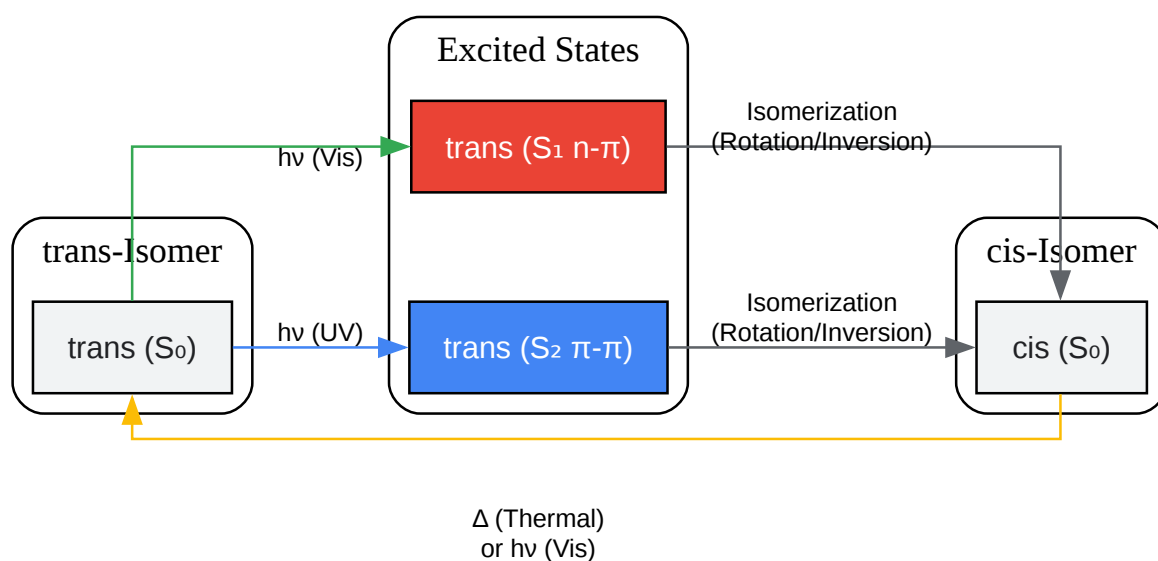 Excited States
trans (S₁ n-π)
Isomerization
(Rotation/Inversion)
hν (Vis)
trans-Isomer
cis-Isomer
trans (S₀)
hν (UV)
trans (S₂ π-π)
Isomerization
(Rotation/Inversion)
cis (S₀)
Δ (Thermal)
or hν (Vis)